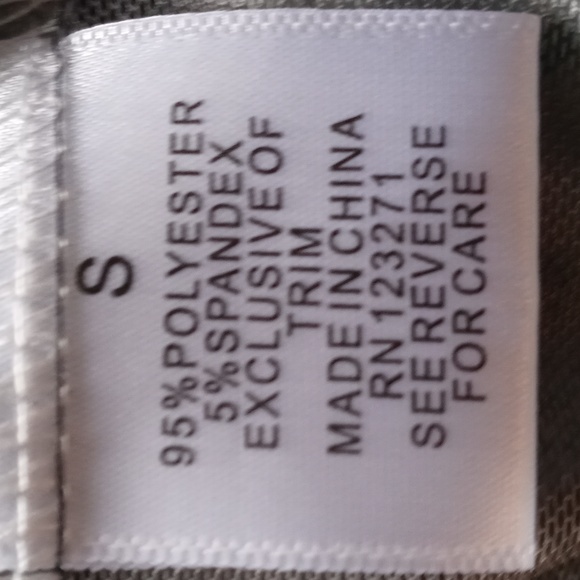 S
95%POLYESTER
5%SPANDEX
EXCLUSIVE OF
TRIM
MADE IN CHINA
RN 123271
SEE REVERSE
FOR CARE